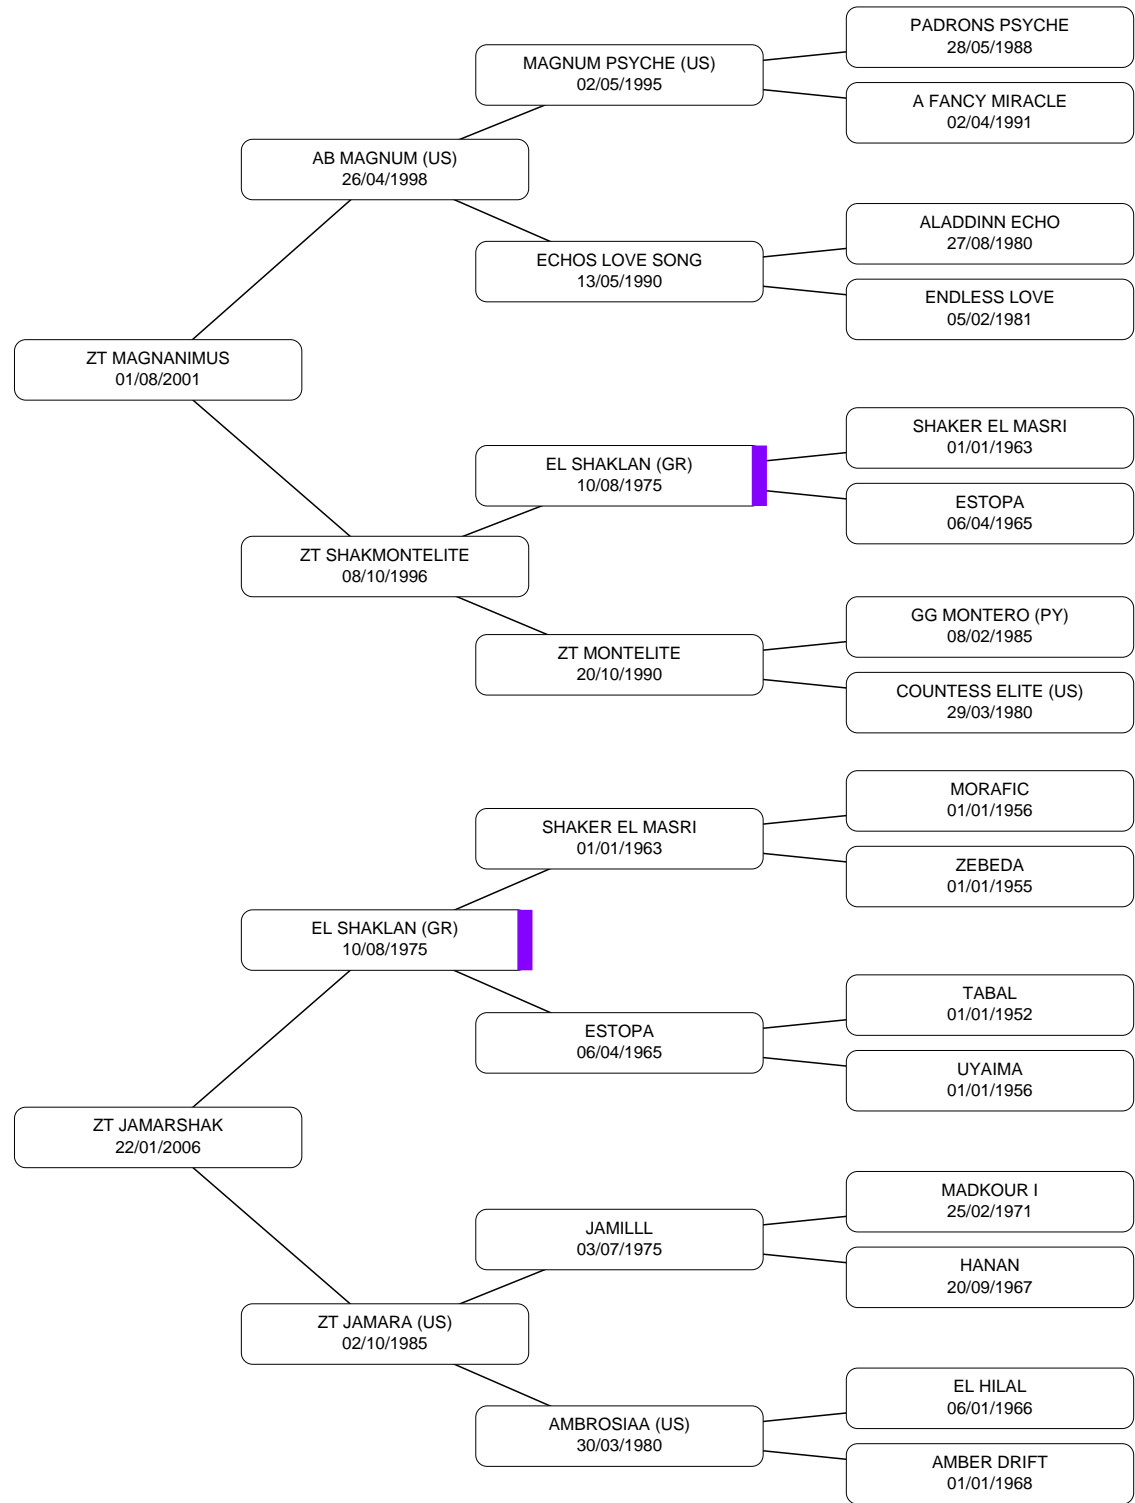 PADRONS PSYCHE
28/05/1988
MAGNUM PSYCHE (US)
02/05/1995
A FANCY MIRACLE
02/04/1991
AB MAGNUM (US)
26/04/1998
ALADDINN ECHO
27/08/1980
ECHOS LOVE SONG
13/05/1990
ENDLESS LOVE
05/02/1981
ZT MAGNANIMUS
01/08/2001
SHAKER EL MASRI
01/01/1963
EL SHAKLAN (GR)
10/08/1975
ESTOPA
06/04/1965
ZT SHAKMONTELITE
08/10/1996
GG MONTERO (PY)
08/02/1985
ZT MONTELITE
20/10/1990
COUNTESS ELITE (US)
29/03/1980
MORAFIC
01/01/1956
SHAKER EL MASRI
01/01/1963
ZEBEDA
01/01/1955
EL SHAKLAN (GR)
10/08/1975
TABAL
01/01/1952
ESTOPA
06/04/1965
UYAIMA
01/01/1956
ZT JAMARSHAK
22/01/2006
MADKOUR I
25/02/1971
JAMILLL
03/07/1975
HANAN
20/09/1967
ZT JAMARA (US)
02/10/1985
EL HILAL
06/01/1966
AMBROSIAA (US)
30/03/1980
AMBER DRIFT
01/01/1968